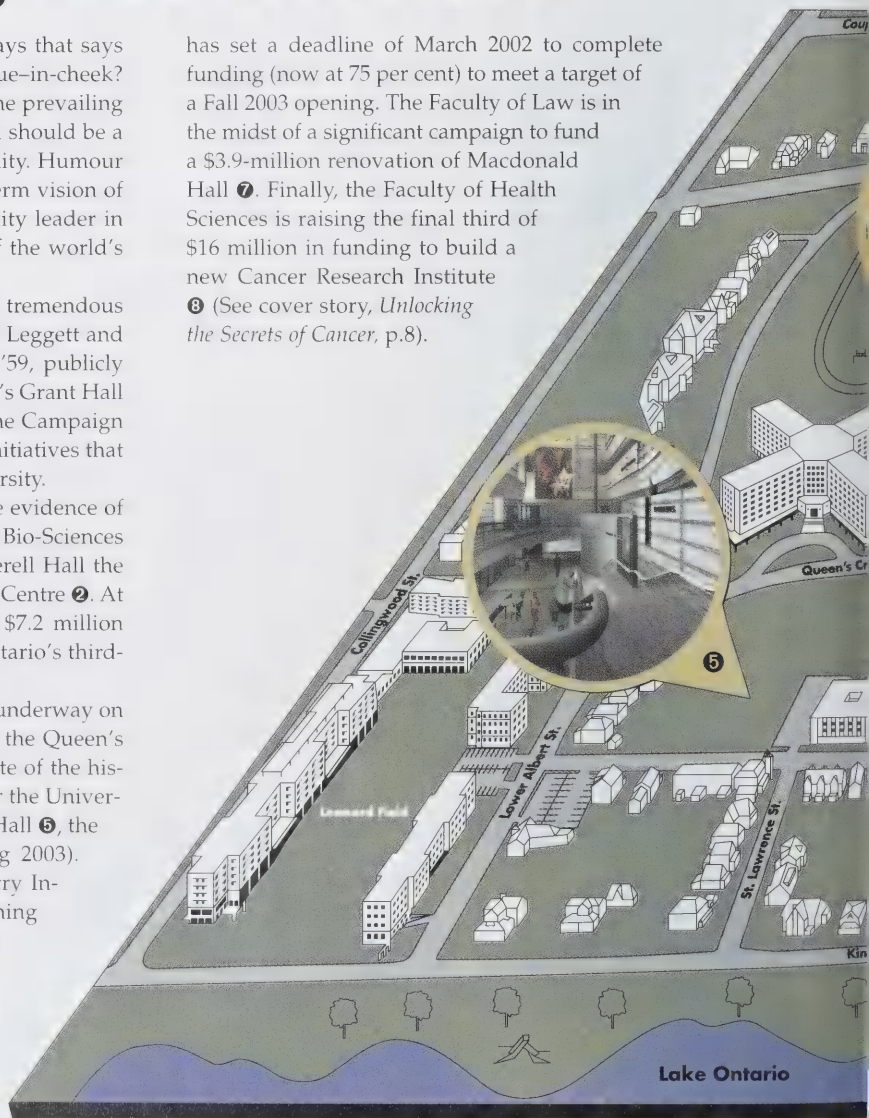 ays that says
ue–in-cheek?
ne prevailing
should be a
ity. Humour
erm vision of
ity leader in
f the world's
tremendous
Leggett and
'59, publicly
's Grant Hall
ne Campaign
nitiatives that
rsity.
e evidence of
Bio-Sciences
erell Hall the
Centre ❷. At
$7.2 million
tario's third-
underway on
the Queen's
te of the his-
r the Univer-
Hall ❺, the
g 2003).
ry In-
ning
has set a deadline of March 2002 to complete
funding (now at 75 per cent) to meet a target of
a Fall 2003 opening. The Faculty of Law is in
the midst of a significant campaign to fund
a $3.9-million renovation of Macdonald
Hall ❼. Finally, the Faculty of Health
Sciences is raising the final third of
$16 million in funding to build a
new Cancer Research Institute
❽ (See cover story, Unlocking
the Secrets of Cancer, p.8).
Collingwood St.
Queen's Cr
❺
Lower Albert St.
Leonard Field
St. Lawrence St.
Kin
Lake Ontario